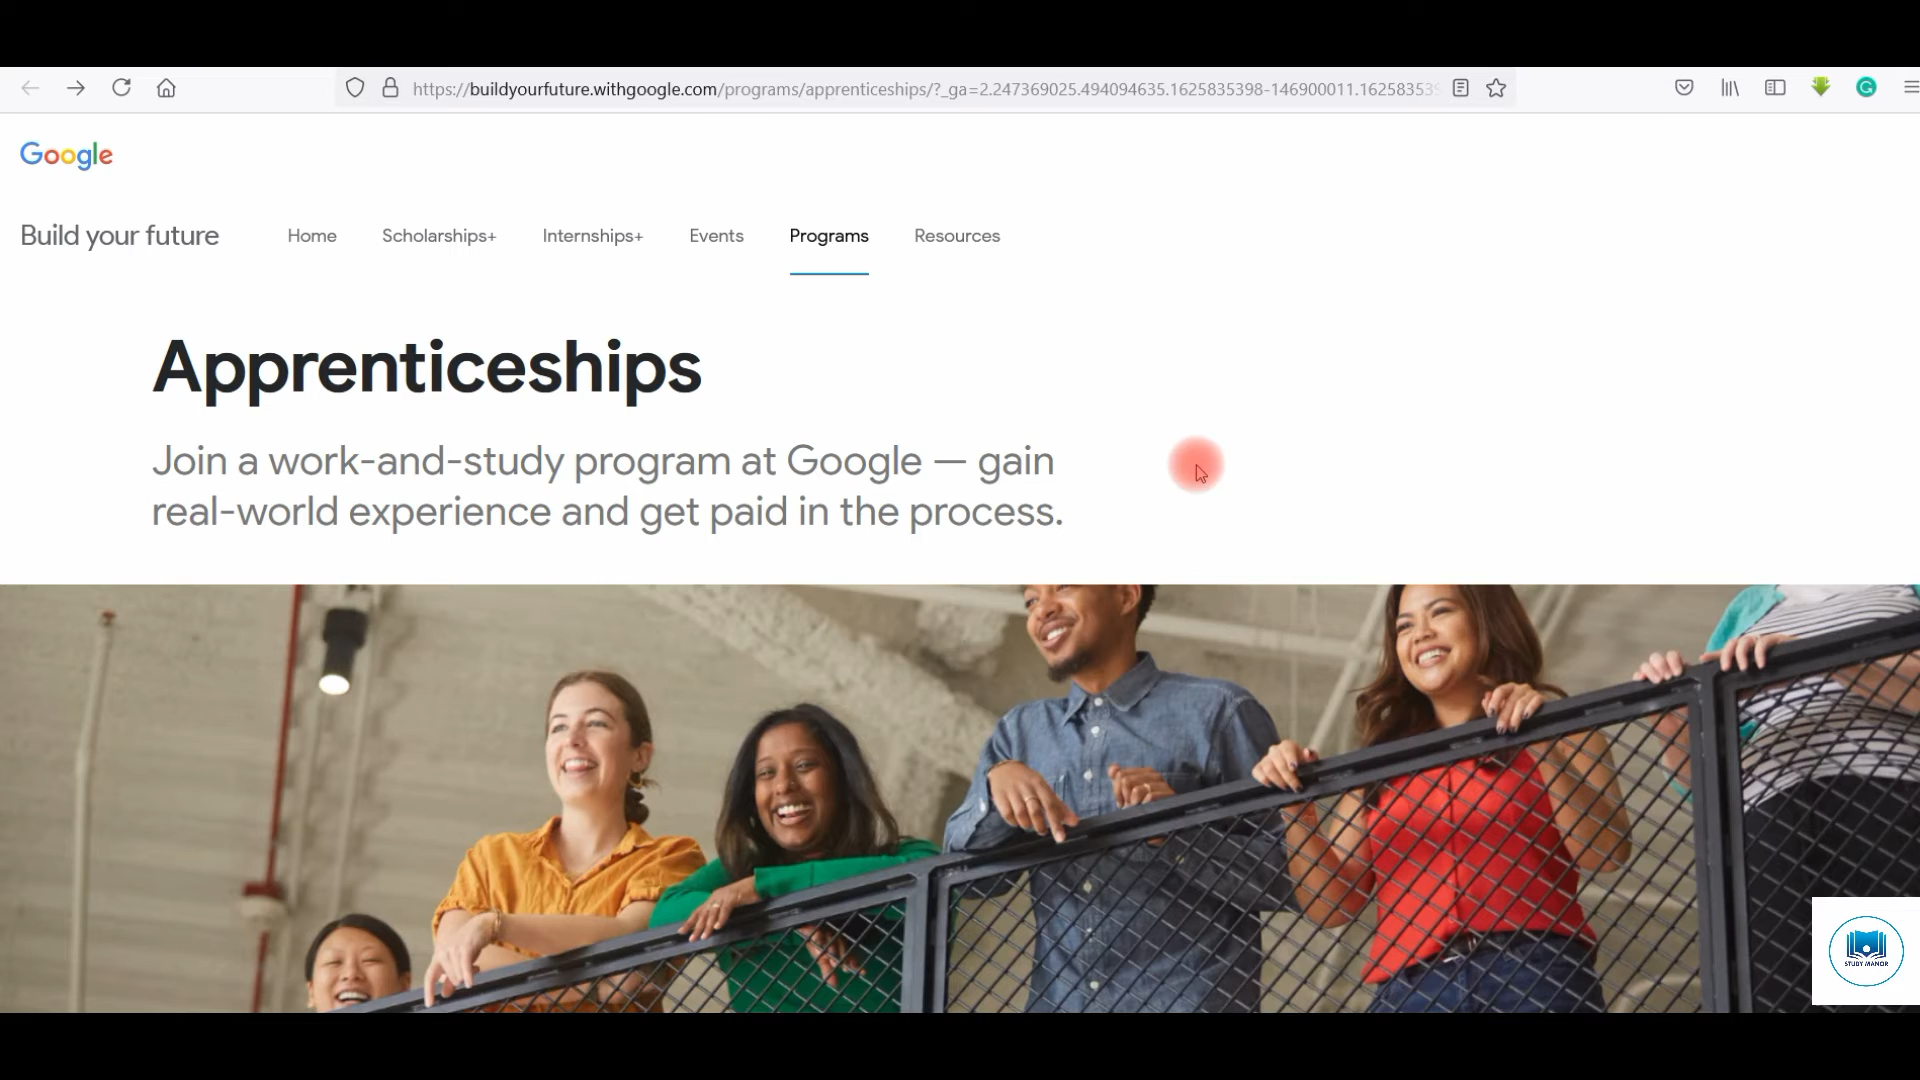 https://buildyourfuture.withgoogle.com/programs/apprenticeships/?_ga=2.247369025.494094635.1625835398-146900011.162583539
Google
Build your future Home Scholarships+ Internships+ Events Programs Resources
Apprenticeships
Join a work-and-study program at Google — gain
real-world experience and get paid in the process.
STUDY MANOR